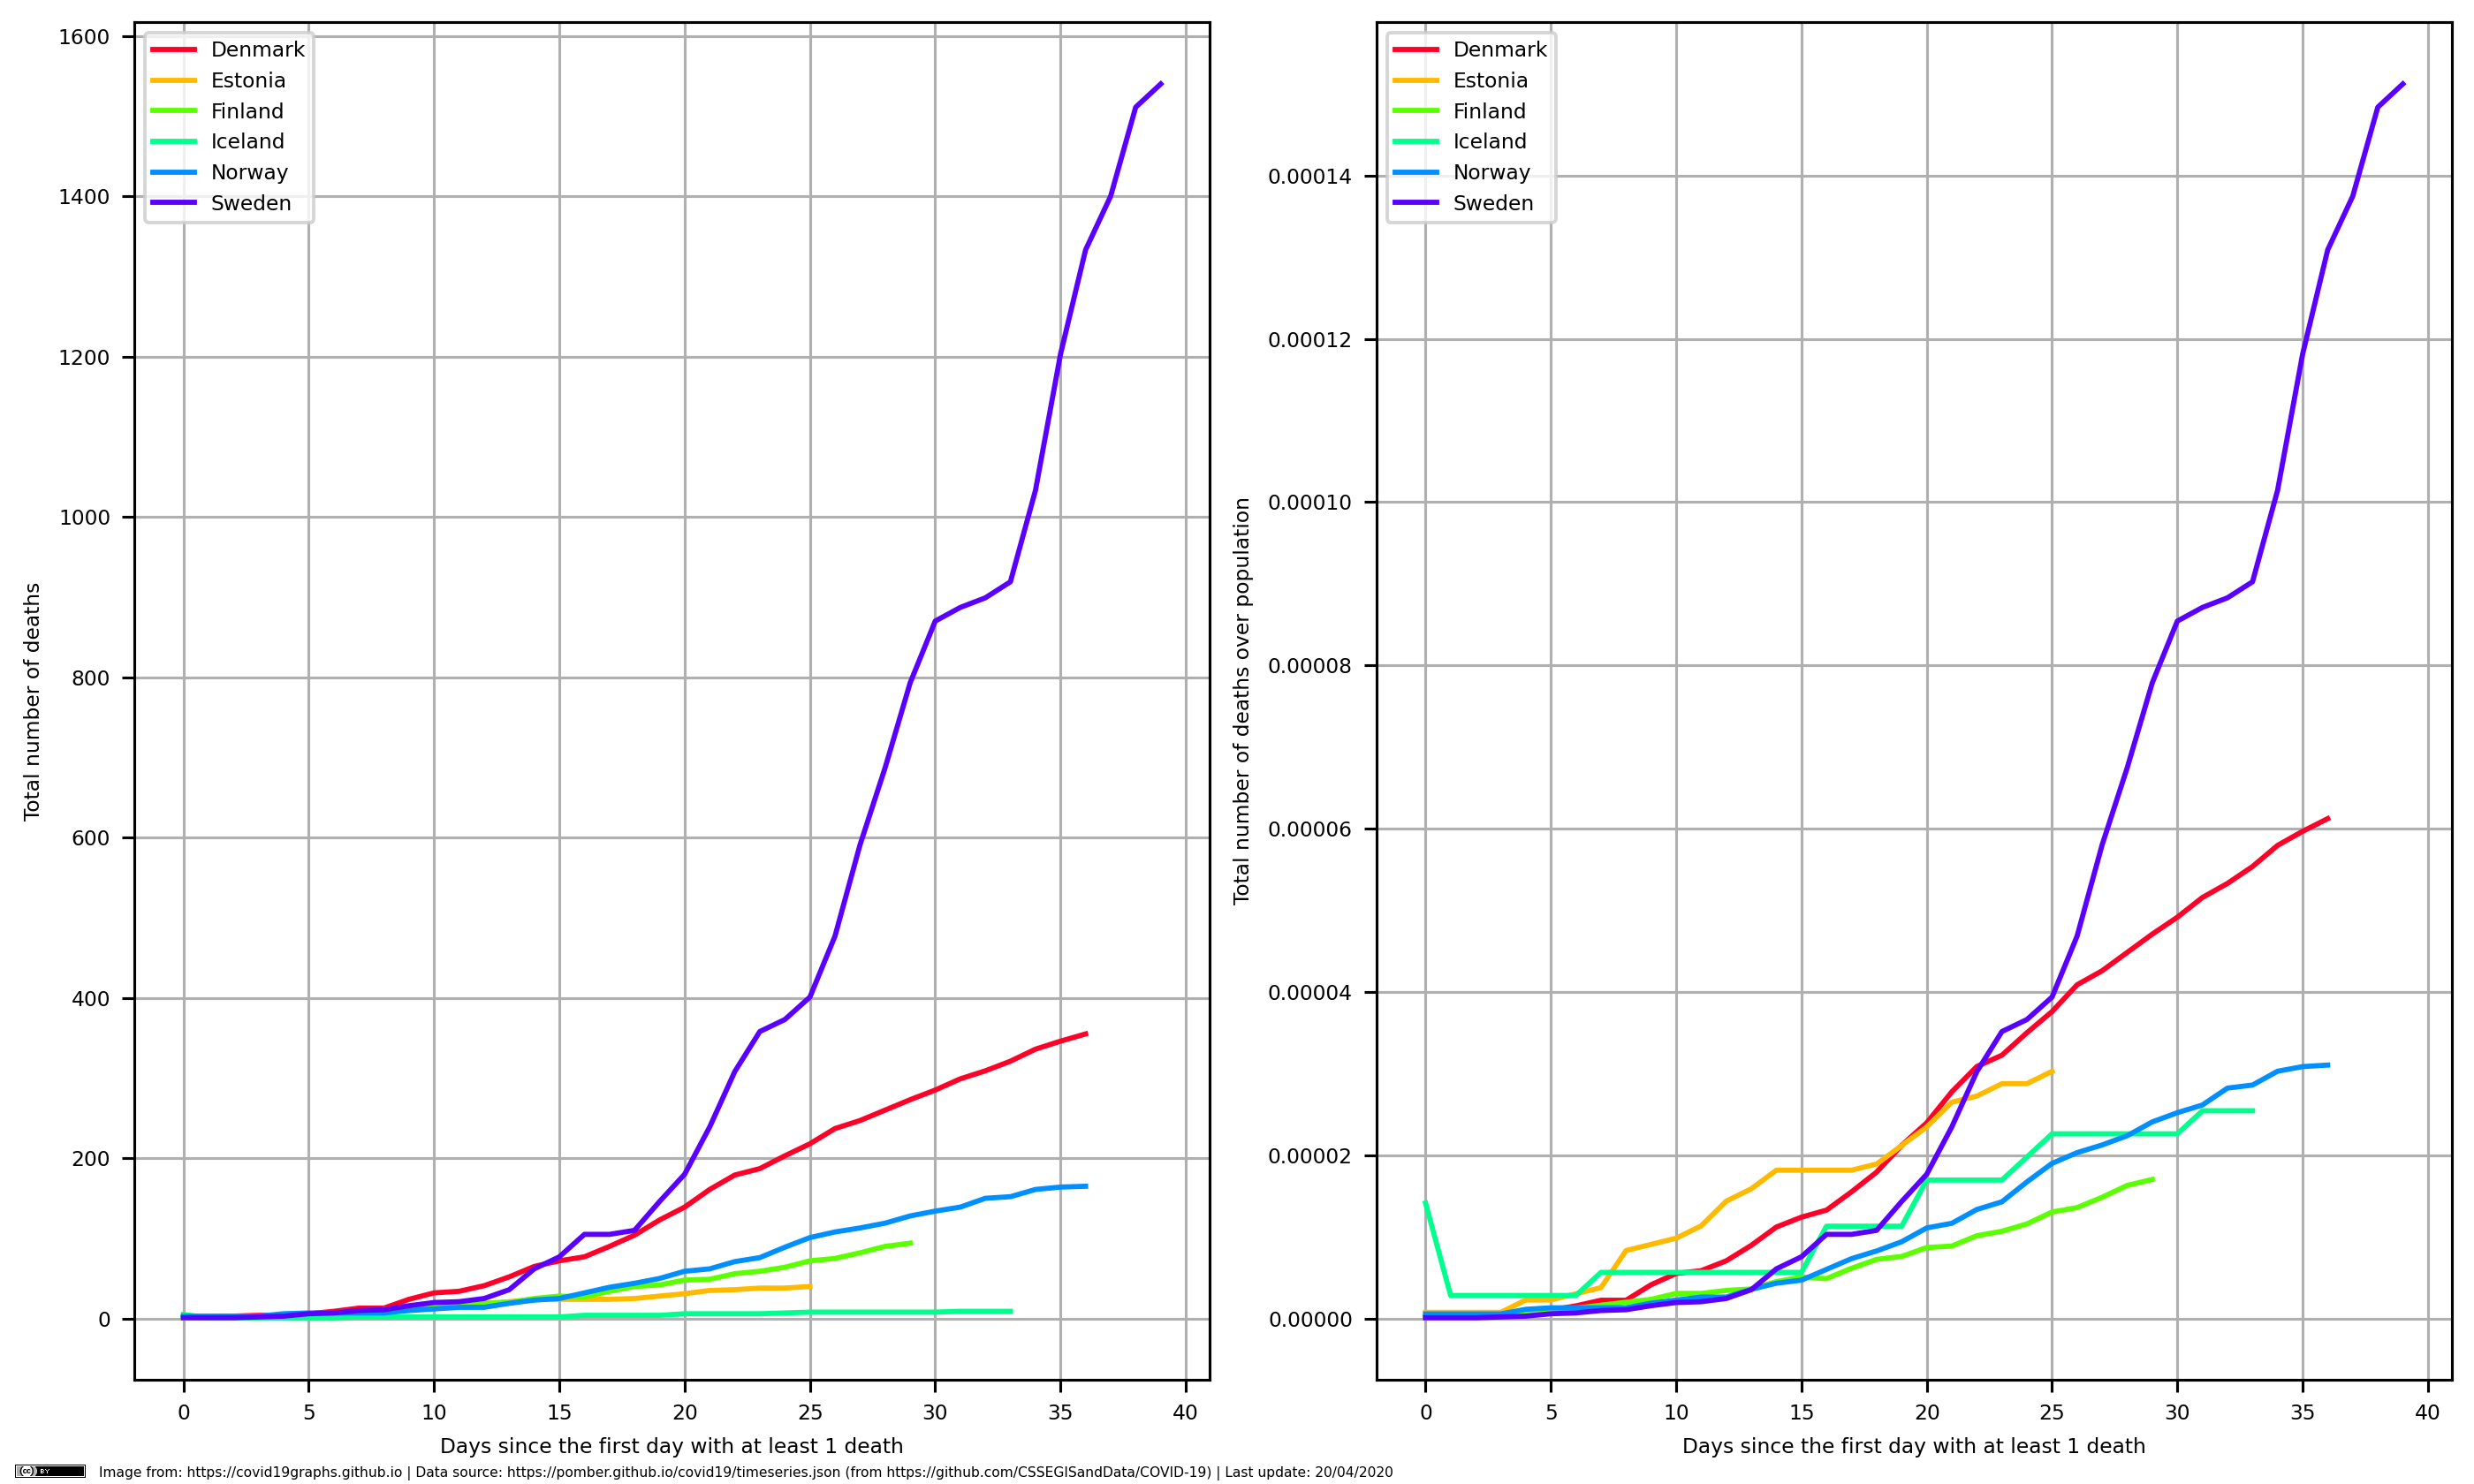 1600
1400
1200
1000
800
600
400
200
0
Total number of deaths
Denmark
Estonia
Finland
Iceland
Norway
Sweden
0 5 10 15 20 25 30 35 40
Days since the first day with at least 1 death
0.00014
0.00012
0.00010
0.00008
0.00006
0.00004
0.00002
0.00000
Total number of deaths over population
Denmark
Estonia
Finland
Iceland
Norway
Sweden
0 5 10 15 20 25 30 35 40
Days since the first day with at least 1 death
(cc) BY Image from: https://covid19graphs.github.io | Data source: https://pomber.github.io/covid19/timeseries.json (from https://github.com/CSSEGISandData/COVID-19) | Last update: 20/04/2020